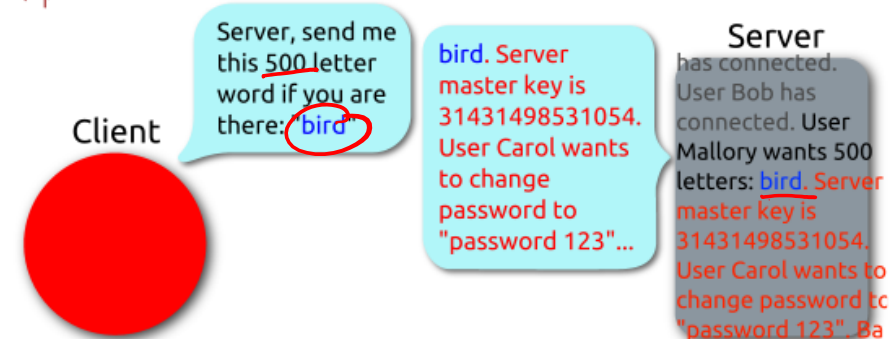 Server, send me
this 500 letter
word if you are
there: "bird"
Client
bird. Server
master key is
31431498531054.
User Carol wants
to change
password to
"password 123"...
Server
has connected.
User Bob has
connected. User
Mallory wants 500
letters: bird. Server
master key is
31431498531054.
User Carol wants to
change password to
"password 123". Ba